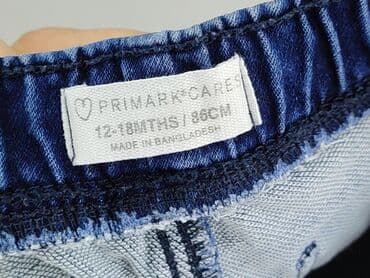 PRIMARK® CARES
12-18MTHS / 86CM
MADE IN BANGLADESH